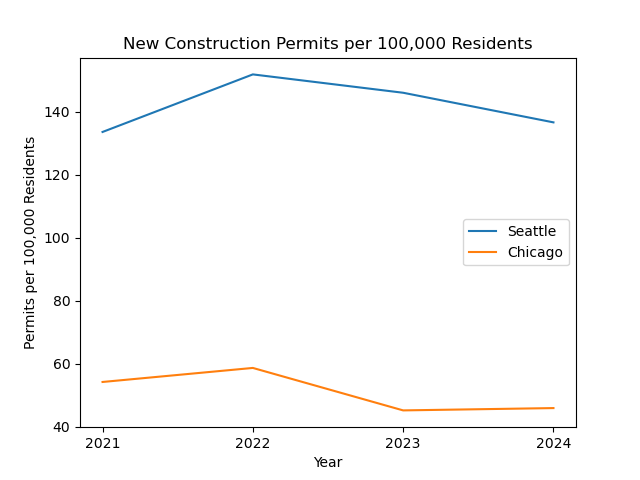 New Construction Permits per 100,000 Residents
Permits per 100,000 Residents
140
120
100
80
60
40
Seattle
Chicago
2021 2022 2023 2024
Year